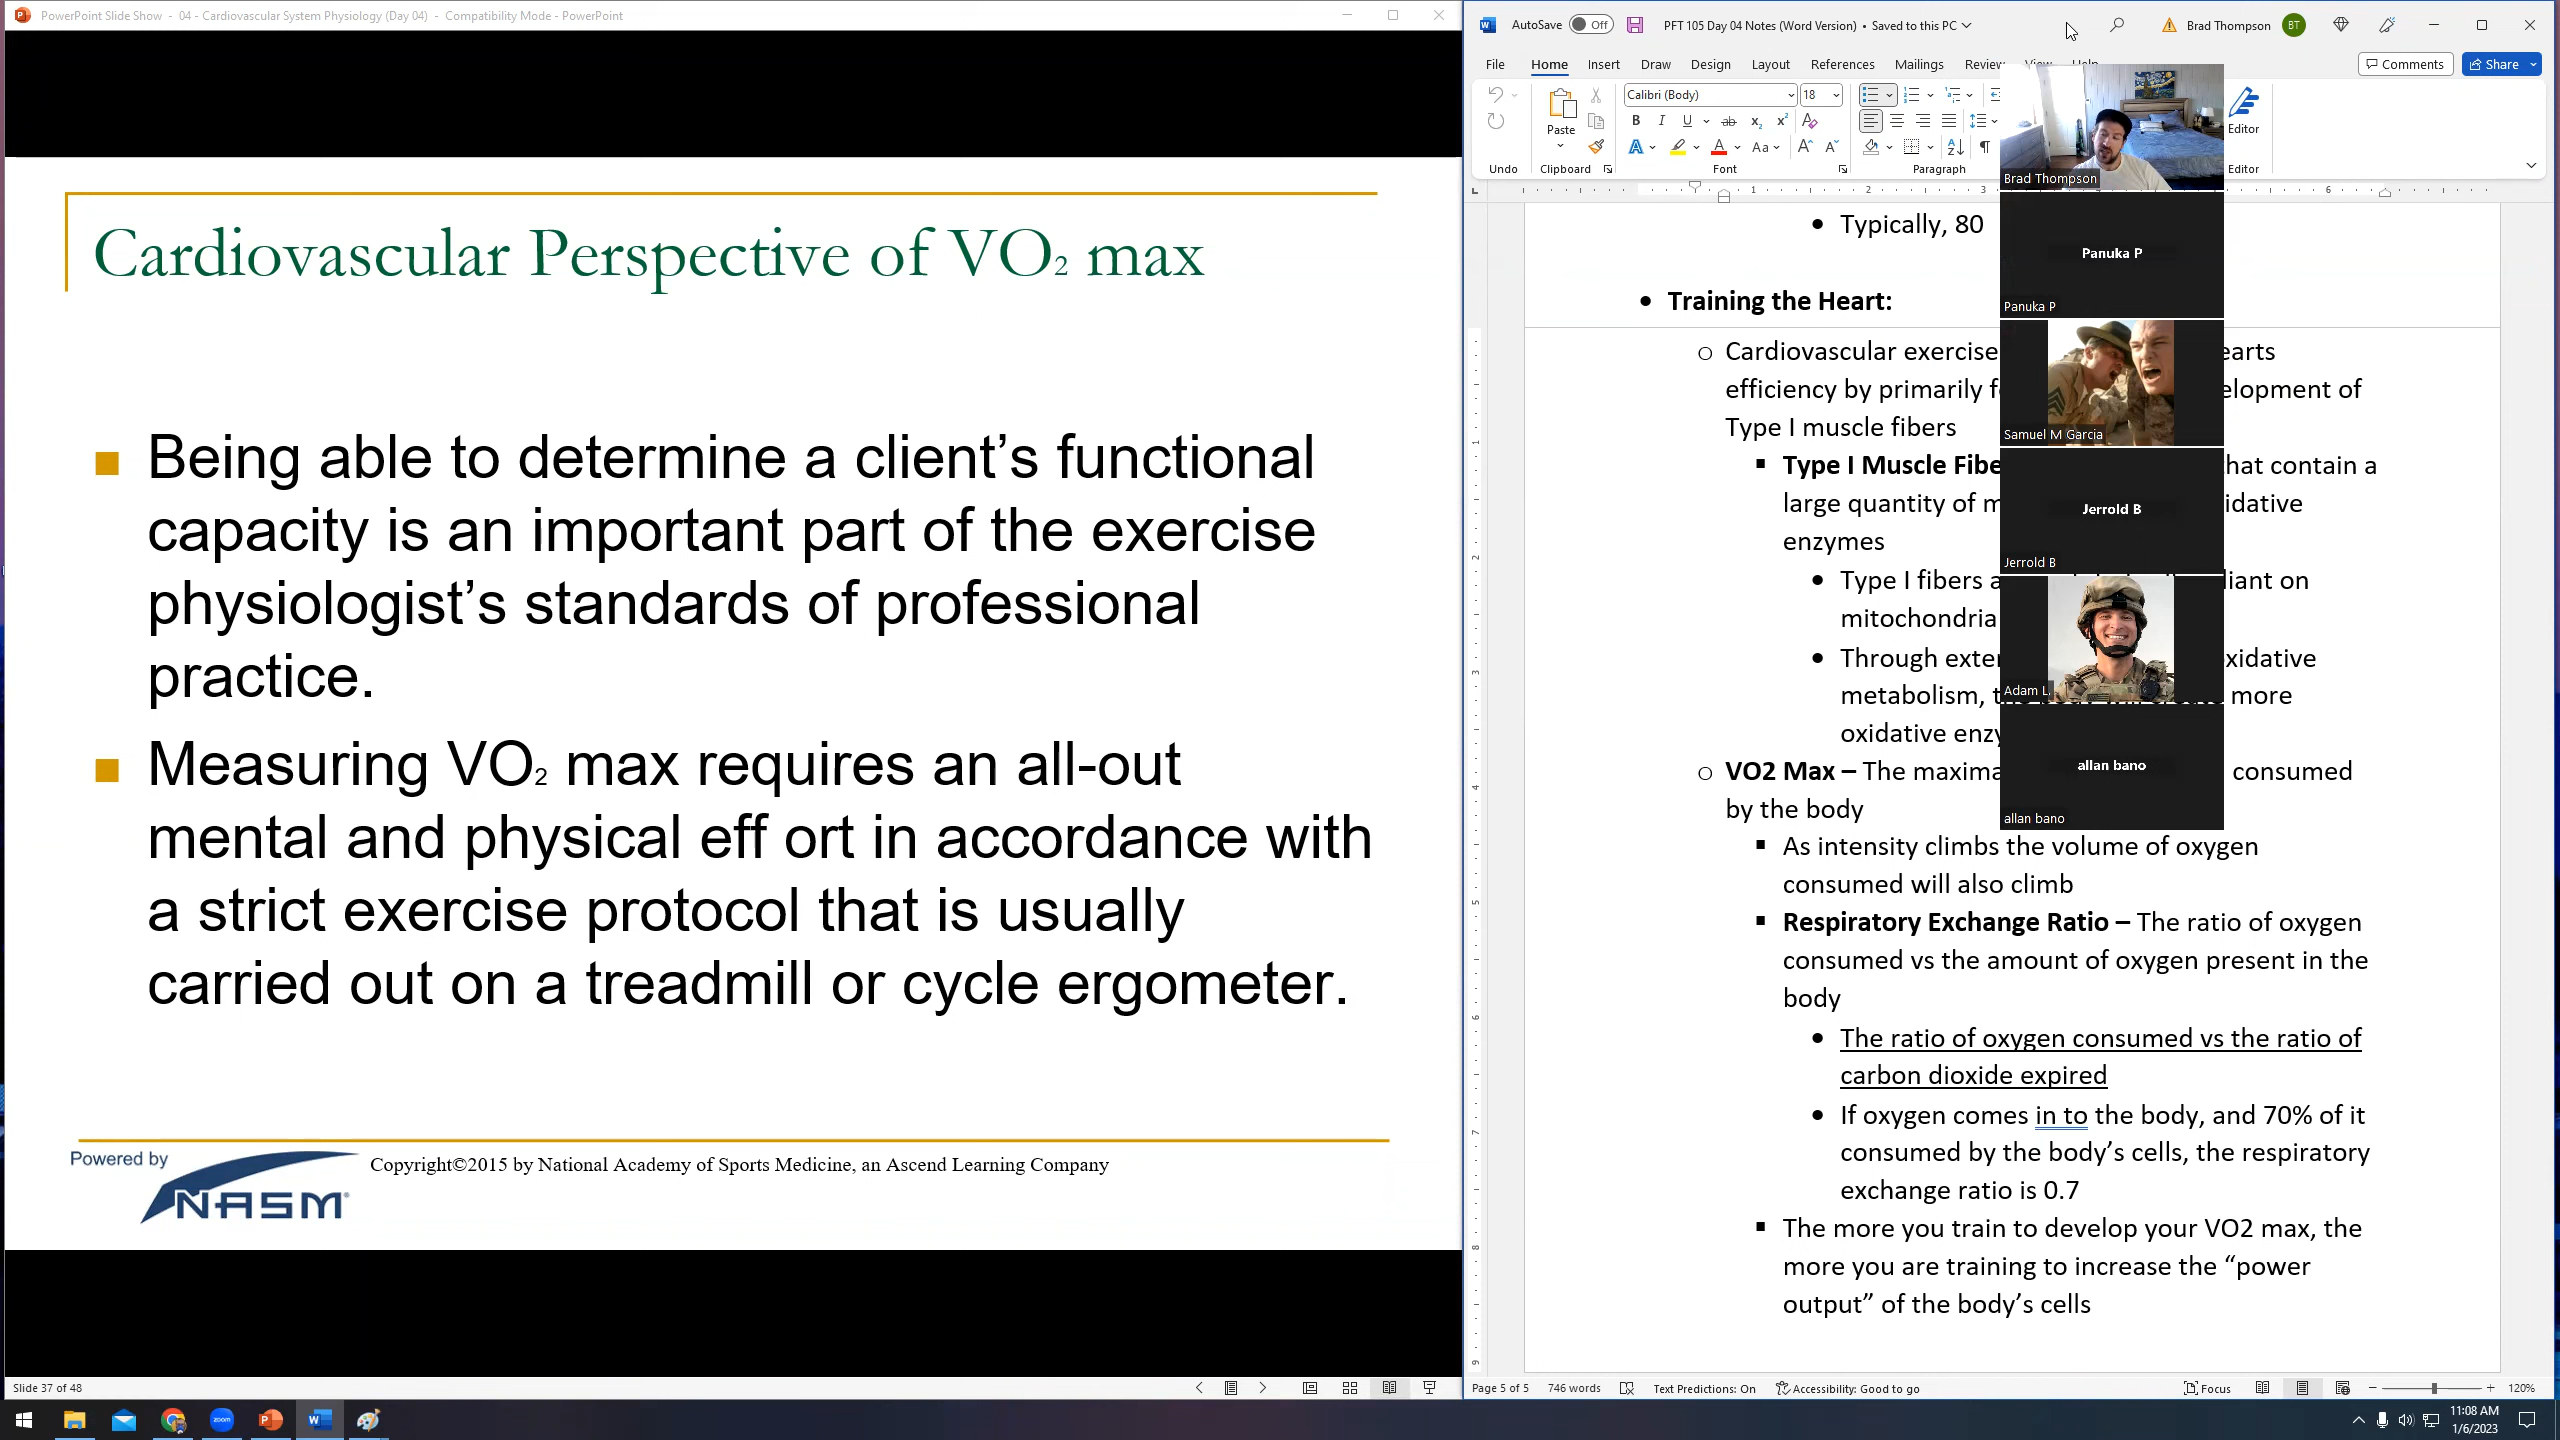 PowerPoint Slide Show - 04 - Cardiovascular System Physiology (Day 04) - Compatibility Mode - PowerPoint
Cardiovascular Perspective of VO₂ max
Being able to determine a client’s functional
capacity is an important part of the exercise
physiologist’s standards of professional
practice.
Measuring VO₂ max requires an all-out
mental and physical eff ort in accordance with
a strict exercise protocol that is usually
carried out on a treadmill or cycle ergometer.
Powered by
NASM
Copyright©2015 by National Academy of Sports Medicine, an Ascend Learning Company
Slide 37 of 48
AutoSave Off PFT 105 Day 04 Notes (Word Version) • Saved to this PC Brad Thompson BT
File Home Insert Draw Design Layout References Mailings Review Comments Share
Calibri (Body) 18
Paste
Editor
Undo Clipboard Font Paragraph Editor
Brad Thompson
Panuka P
Panuka P
Samuel M Garcia
Jerrold B
Jerrold B
Adam L.
allan bano
allan bano
Typically, 80
Training the Heart:
Cardiovascular exercise earts
efficiency by primarily elopment of
Type I muscle fibers
Type I Muscle Fibe that contain a
large quantity of m idative
enzymes
Type I fibers a liant on
mitochondria
Through exter xidative
metabolism, more
oxidative enzy
VO2 Max – The maxima consumed
by the body
As intensity climbs the volume of oxygen
consumed will also climb
Respiratory Exchange Ratio – The ratio of oxygen
consumed vs the amount of oxygen present in the
body
The ratio of oxygen consumed vs the ratio of
carbon dioxide expired
If oxygen comes in to the body, and 70% of it
consumed by the body’s cells, the respiratory
exchange ratio is 0.7
The more you train to develop your VO2 max, the
more you are training to increase the “power
output” of the body’s cells
Page 5 of 5 746 words Text Predictions: On Accessibility: Good to go Focus 120%
zoom
11:08 AM
1/6/2023